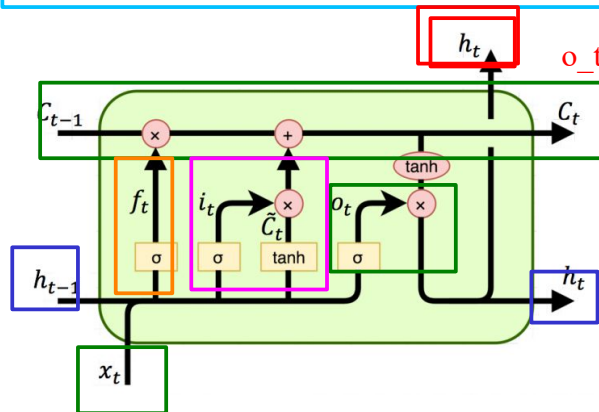 h_t
o_t
C_{t-1}
C_t
×
+
tanh
f_t
i_t
×
o_t
×
C̃_t
σ
σ
tanh
σ
h_{t-1}
h_t
x_t